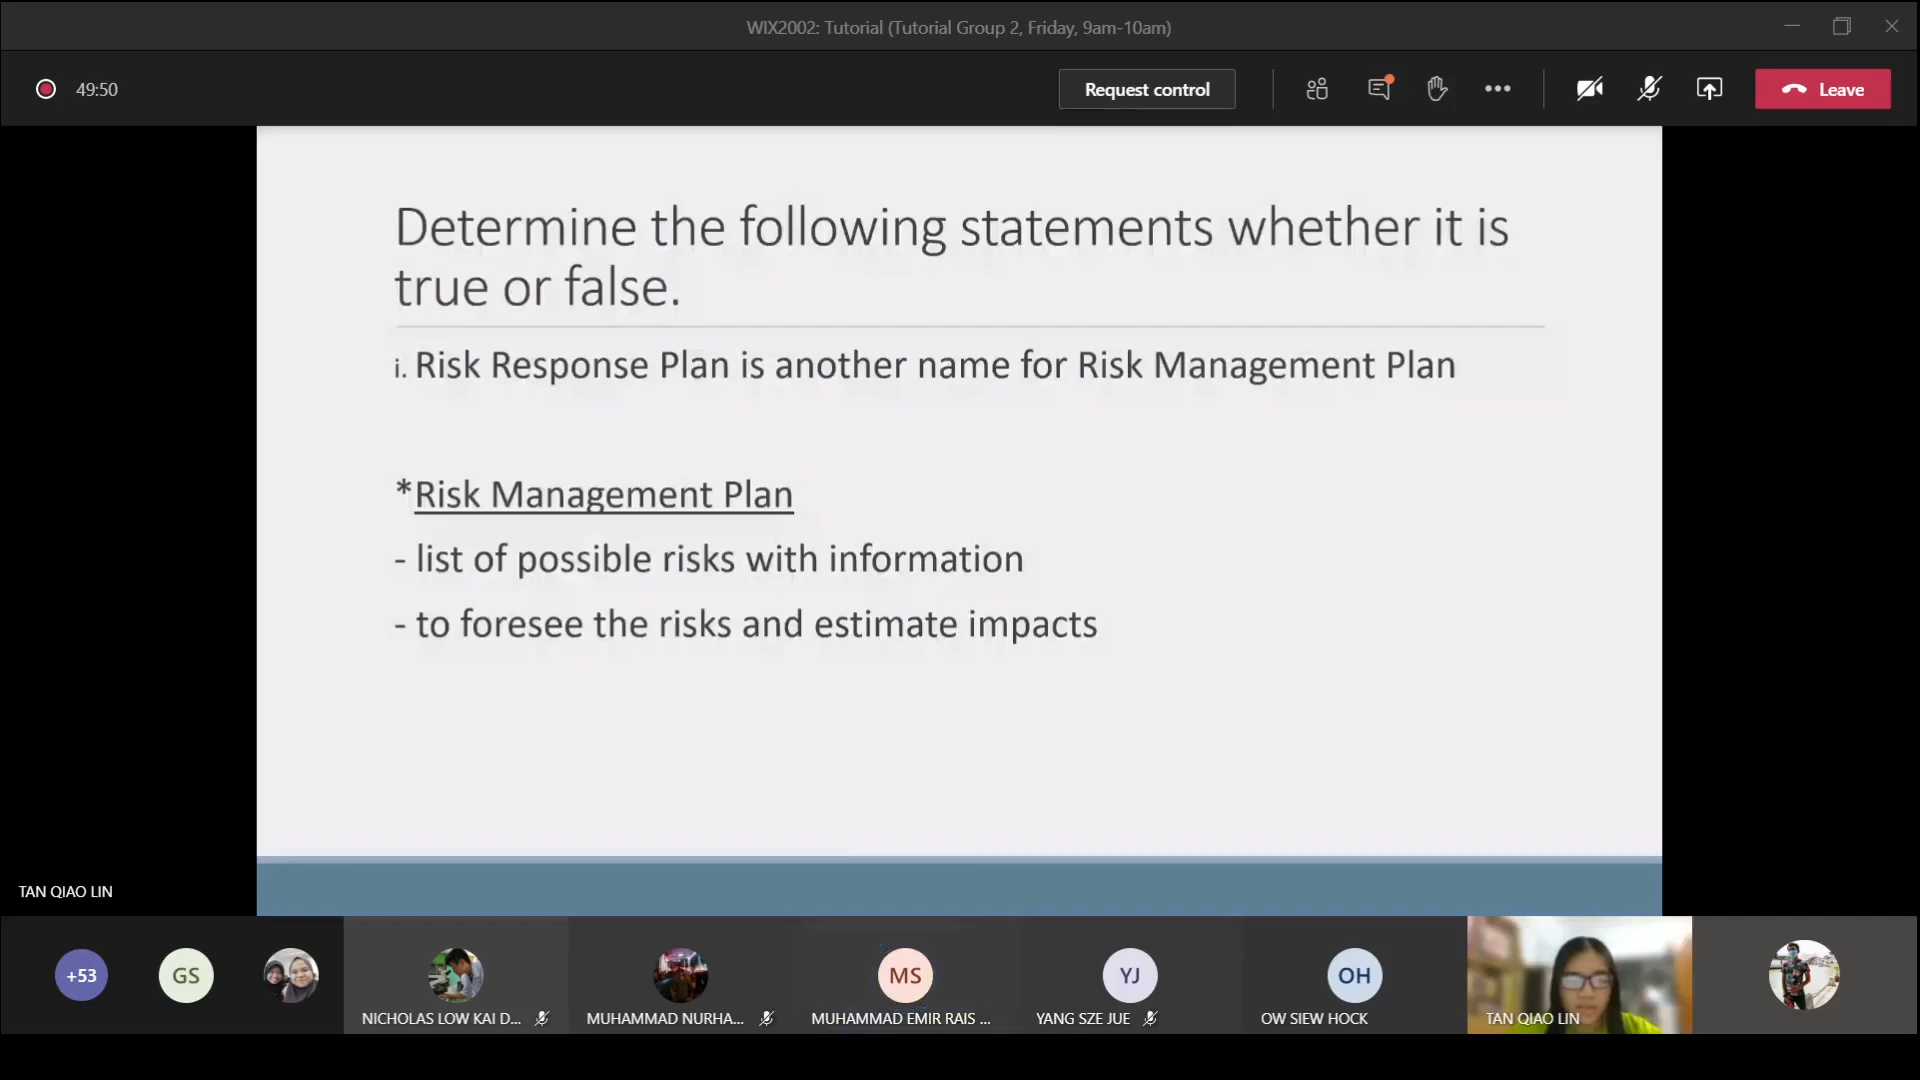 WIX2002: Tutorial (Tutorial Group 2, Friday, 9am-10am)
49:50
Request control
Leave
Determine the following statements whether it is
true or false.
i. Risk Response Plan is another name for Risk Management Plan
*Risk Management Plan
- list of possible risks with information
- to foresee the risks and estimate impacts
TAN QIAO LIN
+53
GS
MS
YJ
OH
NICHOLAS LOW KAI D...
MUHAMMAD NURHA...
MUHAMMAD EMIR RAIS ...
YANG SZE JUE
OW SIEW HOCK
TAN QIAO LIN